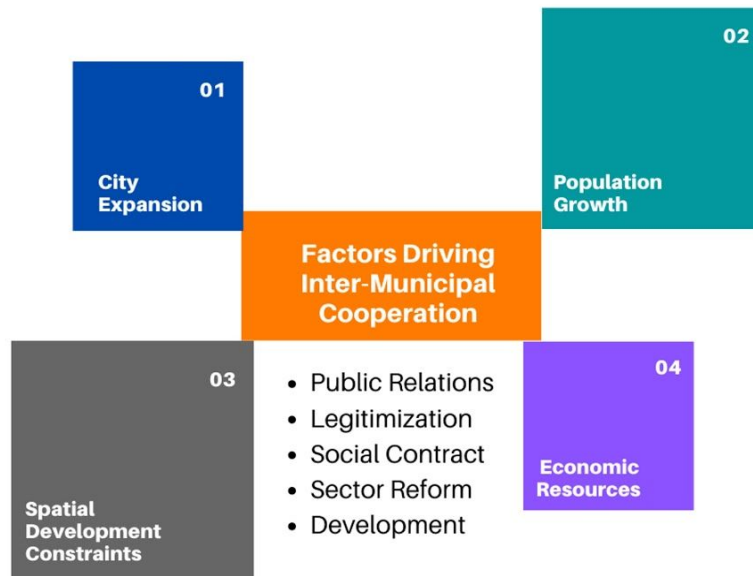 01
City
Expansion
02
Population
Growth
Factors Driving
Inter-Municipal
Cooperation
03
Spatial
Development
Constraints
• Public Relations
• Legitimization
• Social Contract
• Sector Reform
• Development
04
Economic
Resources